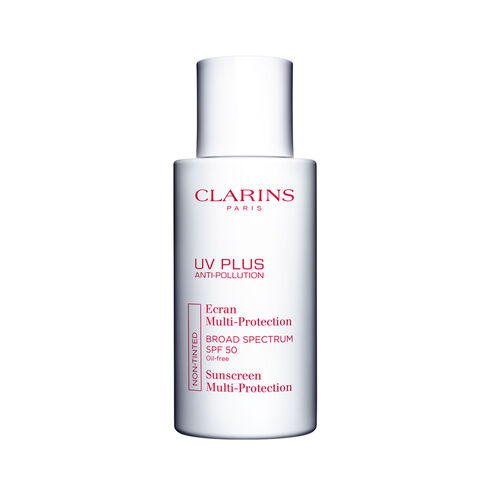 CLARINS
PARIS
UV PLUS
ANTI-POLLUTION
NON-TINTED
Ecran
Multi-Protection
BROAD SPECTRUM
SPF 50
Oil-free
Sunscreen
Multi-Protection